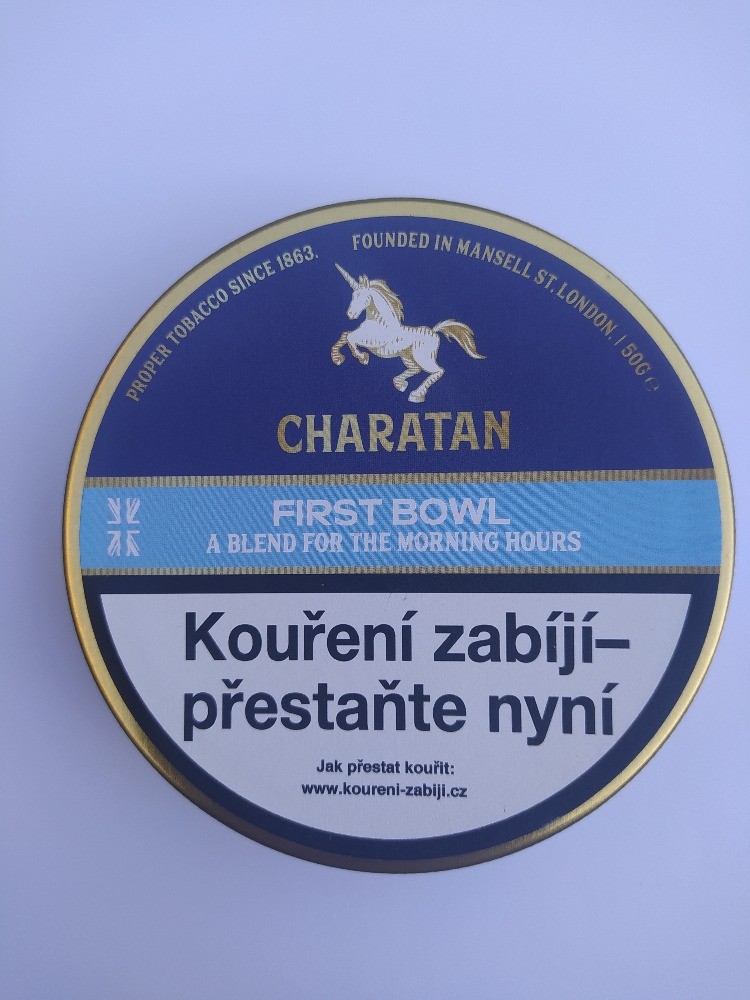 PROPER TOBACCO SINCE 1863. FOUNDED IN MANSELL ST. LONDON. | 50G ℮
CHARATAN
FIRST BOWL
A BLEND FOR THE MORNING HOURS
Kouření zabíjí–
přestaňte nyní
Jak přestat kouřit:
www.koureni-zabiji.cz